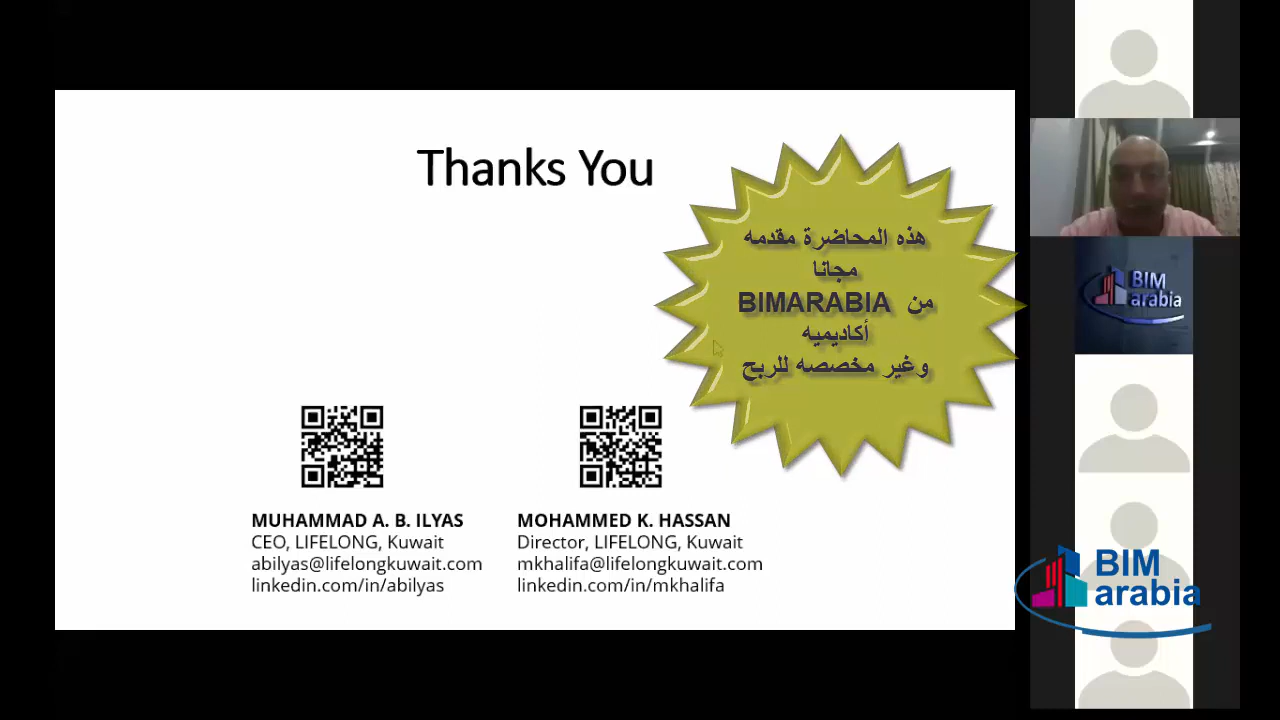 Thanks You
هذه المحاضرة مقدمه
مجانا
من BIMARABIA
أكاديميه
وغير مخصصه للربح
MUHAMMAD A. B. ILYAS
CEO, LIFELONG, Kuwait
abilyas@lifelongkuwait.com
linkedin.com/in/abilyas
MOHAMMED K. HASSAN
Director, LIFELONG, Kuwait
mkhalifa@lifelongkuwait.com
linkedin.com/in/mkhalifa
BIM
arabia
BIM
arabia